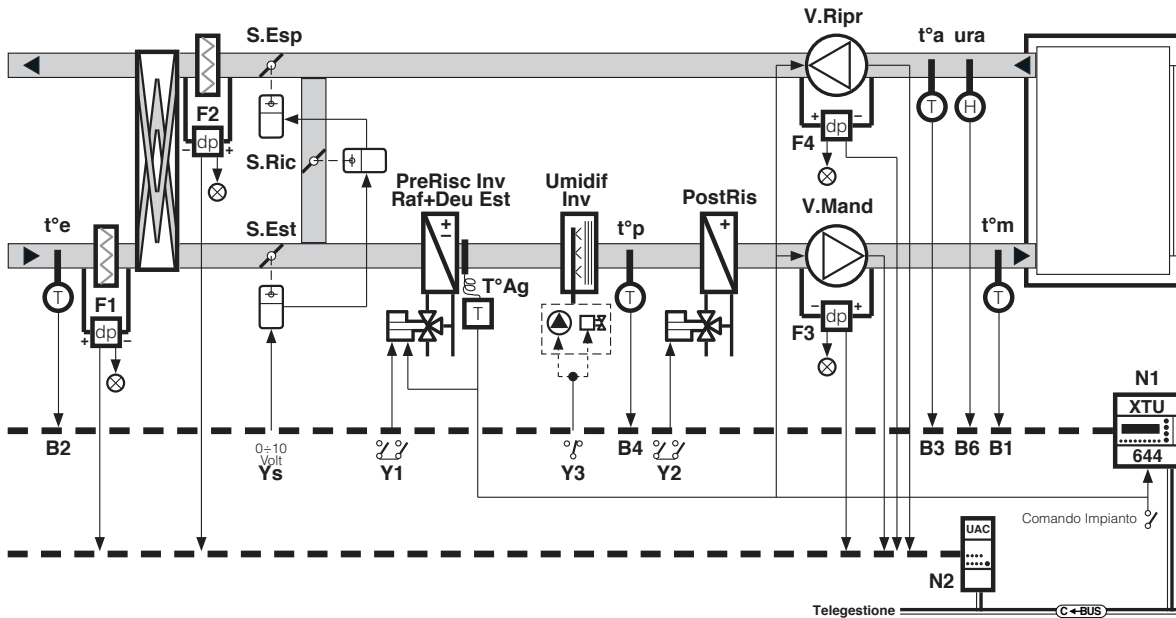 V.Ripr
S.Esp
t°a ura
T
H
F2
dp
– +
+ –
dp
F4
S.Ric
PreRisc Inv
Raf+Deu Est
Umidif
Inv
PostRis
V.Mand
t°e
S.Est
+
–
t°p
+
t°m
T
F1
T°Ag
T
T
T
dp
+ –
– +
dp
F3
N1
XTU
644
B2
0÷10
Volt
Ys
Y1
Y3
B4
Y2
B3
B6
B1
Comando Impianto
UAC
N2
Telegestione
C BUS